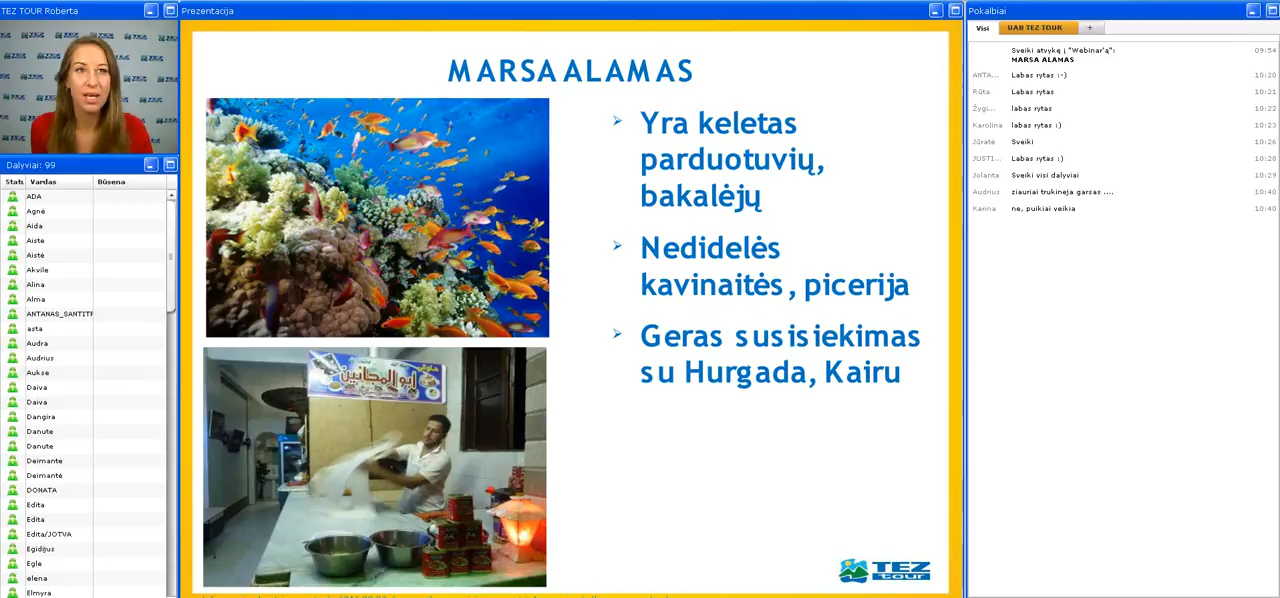 TEZ TOUR Roberta
Dalyviai: 99
Vardas
Būsena
ADA
Agnė
Aida
Aiste
Aistė
Akvile
Alina
Alma
ANTANAS_SANTITR
asta
Audra
Audrius
Aukse
Daiva
Daiva
Dangira
Danute
Danute
Deimante
Deimantė
DONATA
Edita
Edita
Edita/JOTVA
Egidijus
Egle
elena
Elmyra
Prezentacija
MARSA ALAMAS
Yra keletas
parduotuvių,
bakalėjų
Nedidelės
kavinaitės, picerija
Geras susisiekimas
su Hurgada, Kairu
ابو المجانين
TEZ
tour
Pokalbiai
Visi
UAB TEZ TOUR
+
Sveiki atvykę į "Webinar'ą": 09:54
MARSA ALAMAS
ANTA... Labas rytas :-) 10:20
Rūta Labas rytas 10:21
Žygi... labas rytas 10:22
Karolina labas rytas :) 10:23
Jūratė Sveiki 10:26
JUSTI... Labas rytas :) 10:28
Jolanta Sveiki visi dalyviai 10:29
Audrius ziauriai trukineja garsas .... 10:40
Karina ne, puikiai veikia 10:40